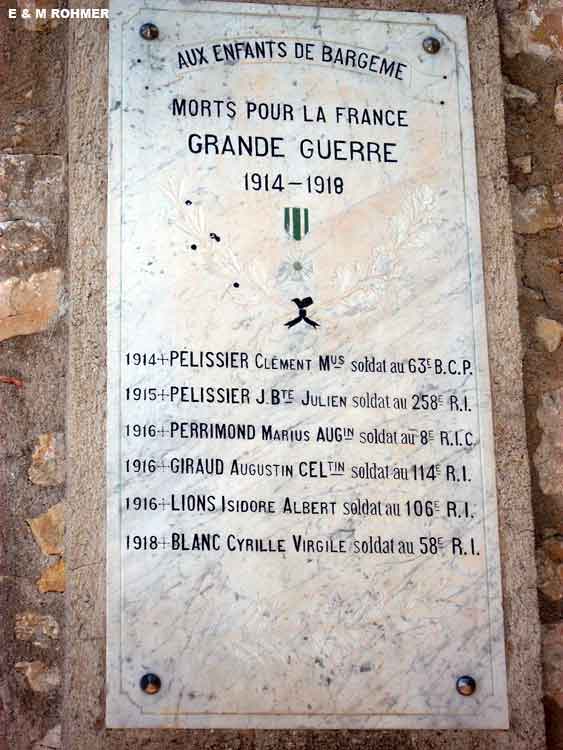 E & M ROHMER
AUX ENFANTS DE BARGEME
MORTS POUR LA FRANCE
GRANDE GUERRE
1914-1918
1914+PELISSIER CLÉMENT MUS soldat au 63E B.C.P.
1915+PELISSIER J.BTE JULIEN soldat au 258E R.I.
1916+PERRIMOND MARIUS AUGIN soldat au 8E R.I.C.
1916+GIRAUD AUGUSTIN CELTIN soldat au 114E R.I.
1916+LIONS ISIDORE ALBERT soldat au 106E R.I.
1918+BLANC CYRILLE VIRGILE soldat au 58E R.I.